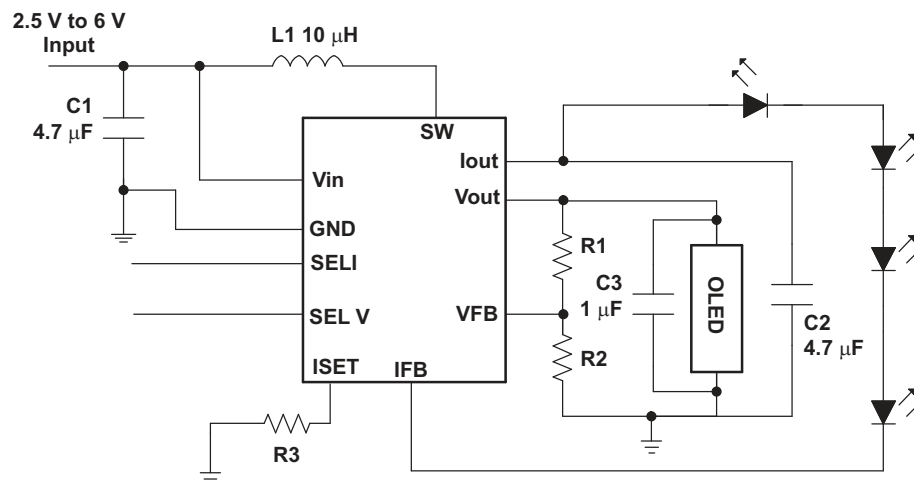 2.5 V to 6 V
Input
L1 10 μH
C1
4.7 μF
SW
Iout
Vin
Vout
GND
R1
SELI
C3
1 μF
OLED
SEL V
VFB
C2
4.7 μF
R2
ISET
IFB
R3